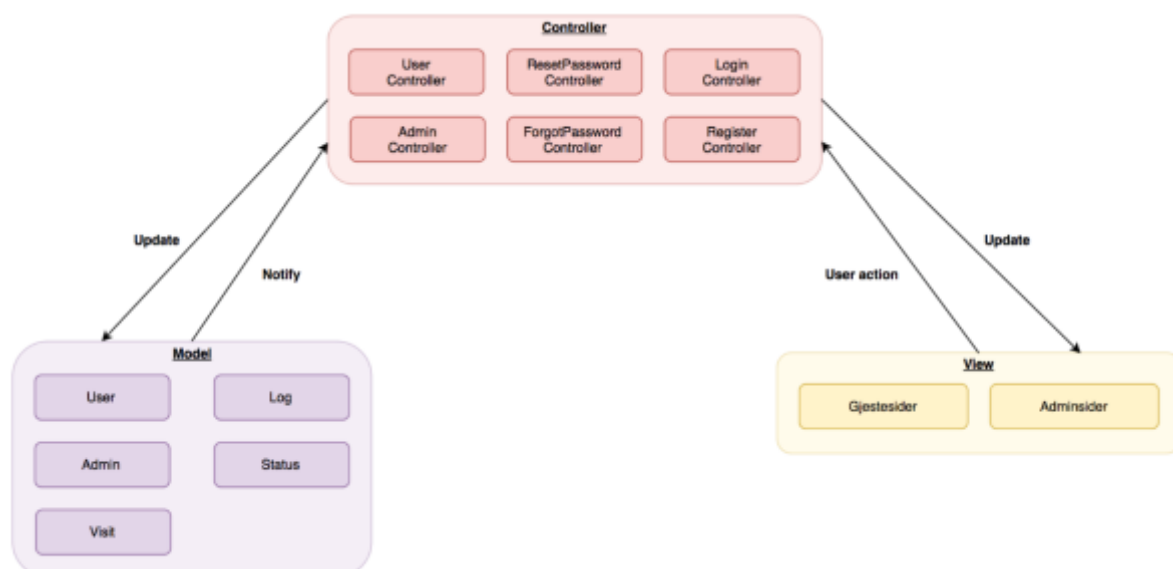 Controller
User
Controller
ResetPassword
Controller
Login
Controller
Admin
Controller
ForgotPassword
Controller
Register
Controller
Update
Notify
Update
User action
Model
User
Log
Admin
Status
Visit
View
Gjestesider
Adminsider